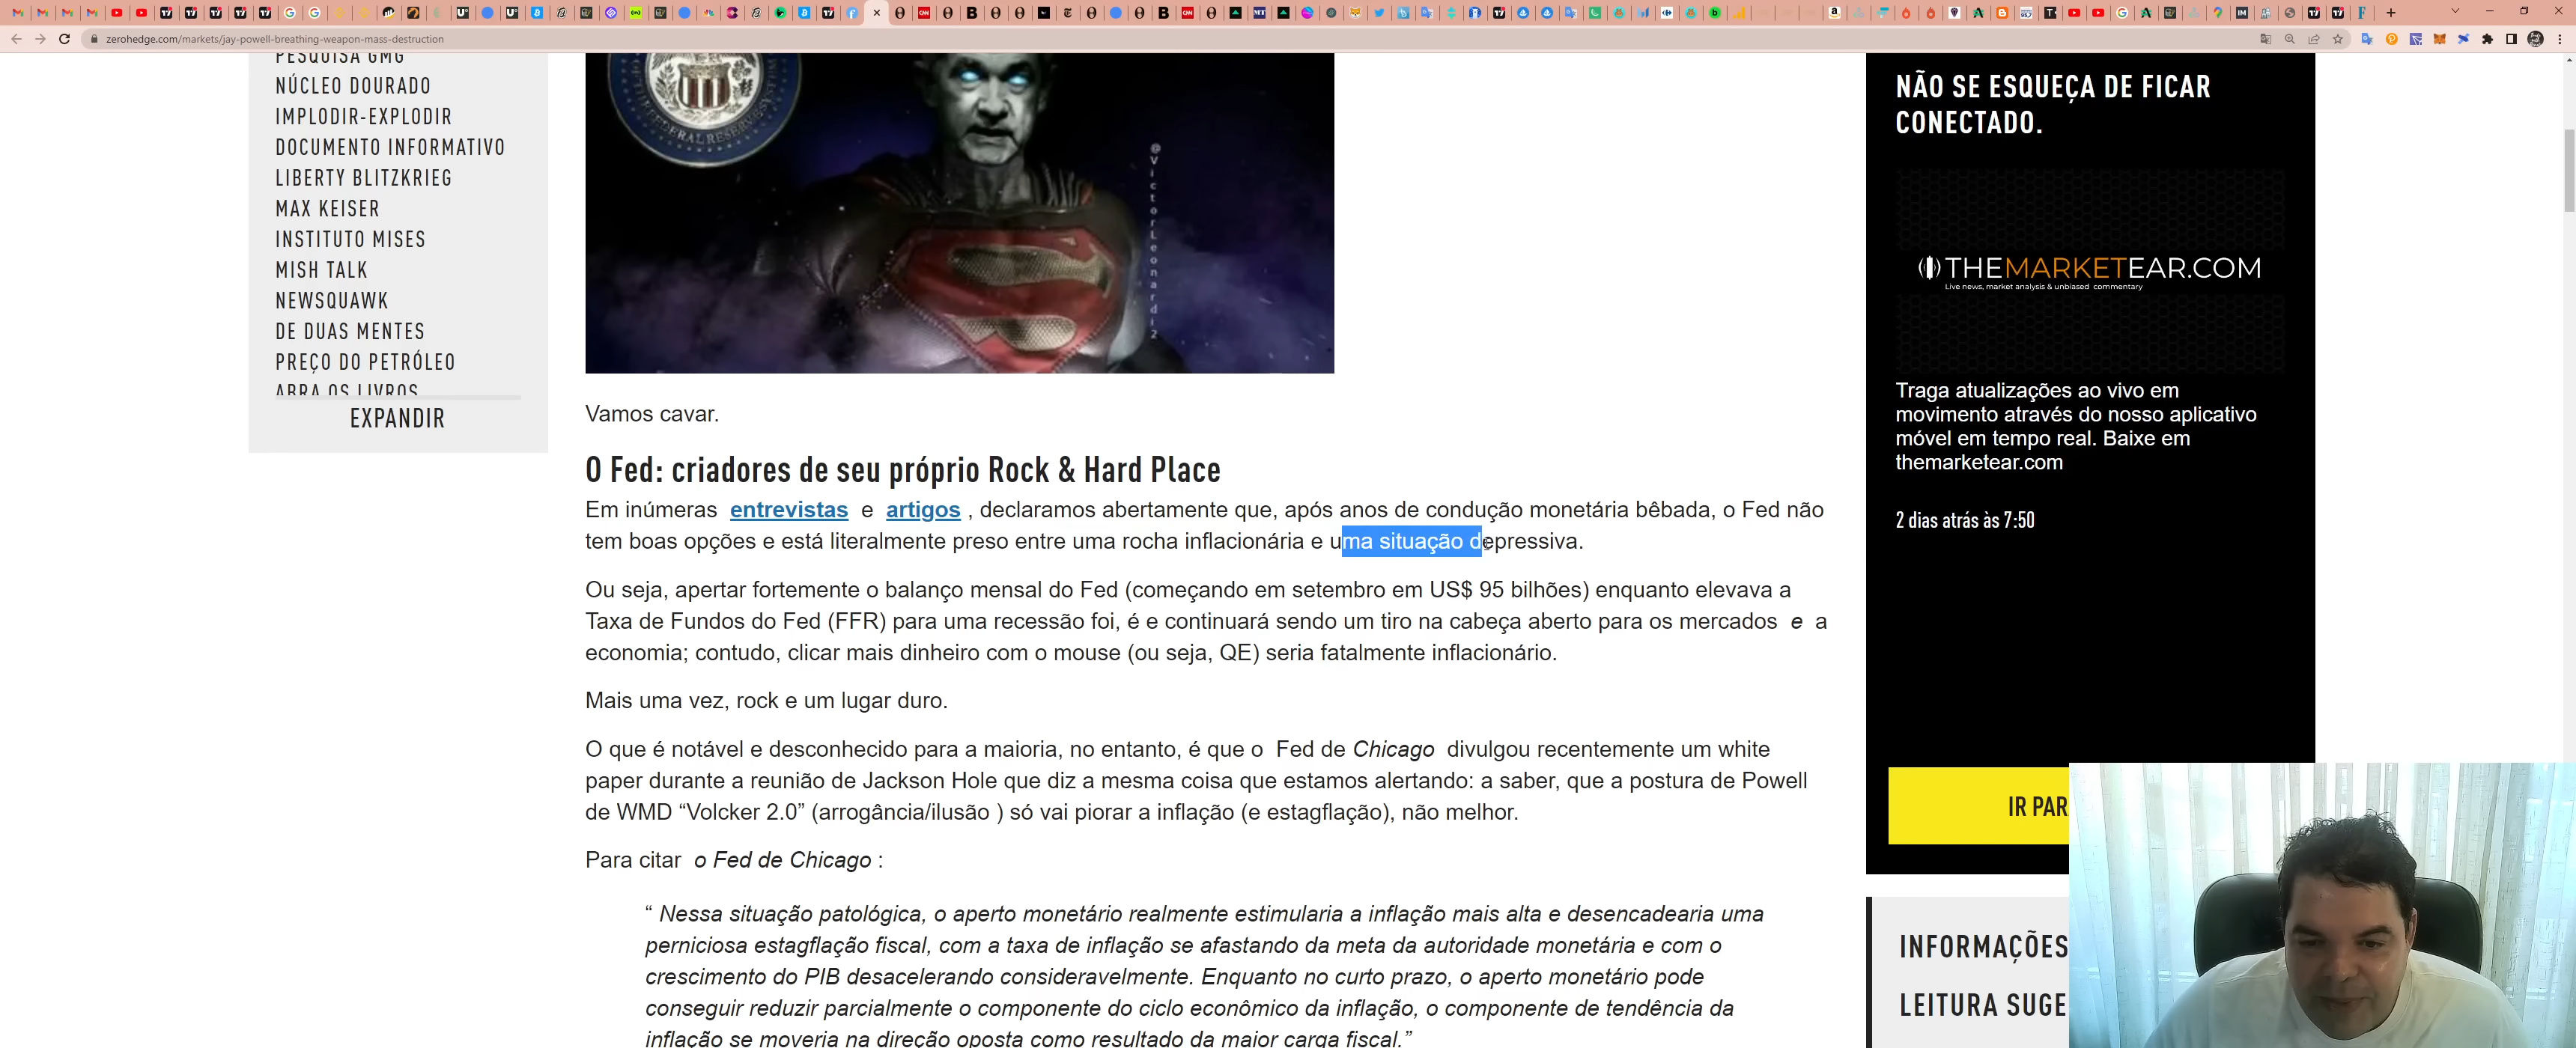 zerohedge.com/markets/jay-powell-breathing-weapon-mass-destruction
PESQUISA GMG
NÚCLEO DOURADO
IMPLODIR-EXPLODIR
DOCUMENTO INFORMATIVO
LIBERTY BLITZKRIEG
MAX KEISER
INSTITUTO MISES
MISH TALK
NEWSQUAWK
DE DUAS MENTES
PREÇO DO PETRÓLEO
ABRA OS LIVROS
EXPANDIR
FEDERAL RESERVE SYSTEM
@VictorLeonardi2
Vamos cavar.
O Fed: criadores de seu próprio Rock & Hard Place
Em inúmeras entrevistas e artigos , declaramos abertamente que, após anos de condução monetária bêbada, o Fed não
tem boas opções e está literalmente preso entre uma rocha inflacionária e uma situação depressiva.
Ou seja, apertar fortemente o balanço mensal do Fed (começando em setembro em US$ 95 bilhões) enquanto elevava a
Taxa de Fundos do Fed (FFR) para uma recessão foi, é e continuará sendo um tiro na cabeça aberto para os mercados e a
economia; contudo, clicar mais dinheiro com o mouse (ou seja, QE) seria fatalmente inflacionário.
Mais uma vez, rock e um lugar duro.
O que é notável e desconhecido para a maioria, no entanto, é que o Fed de Chicago divulgou recentemente um white
paper durante a reunião de Jackson Hole que diz a mesma coisa que estamos alertando: a saber, que a postura de Powell
de WMD “Volcker 2.0” (arrogância/ilusão ) só vai piorar a inflação (e estagflação), não melhor.
Para citar o Fed de Chicago :
“ Nessa situação patológica, o aperto monetário realmente estimularia a inflação mais alta e desencadearia uma
perniciosa estagflação fiscal, com a taxa de inflação se afastando da meta da autoridade monetária e com o
crescimento do PIB desacelerando consideravelmente. Enquanto no curto prazo, o aperto monetário pode
conseguir reduzir parcialmente o componente do ciclo econômico da inflação, o componente de tendência da
inflação se moveria na direção oposta como resultado da maior carga fiscal.”
NÃO SE ESQUEÇA DE FICAR
CONECTADO.
THEMARKETEAR.COM
Live news, market analysis & unbiased commentary
Traga atualizações ao vivo em
movimento através do nosso aplicativo
móvel em tempo real. Baixe em
themarketear.com
2 dias atrás às 7:50
IR PAR
INFORMAÇÕES
LEITURA SUGE